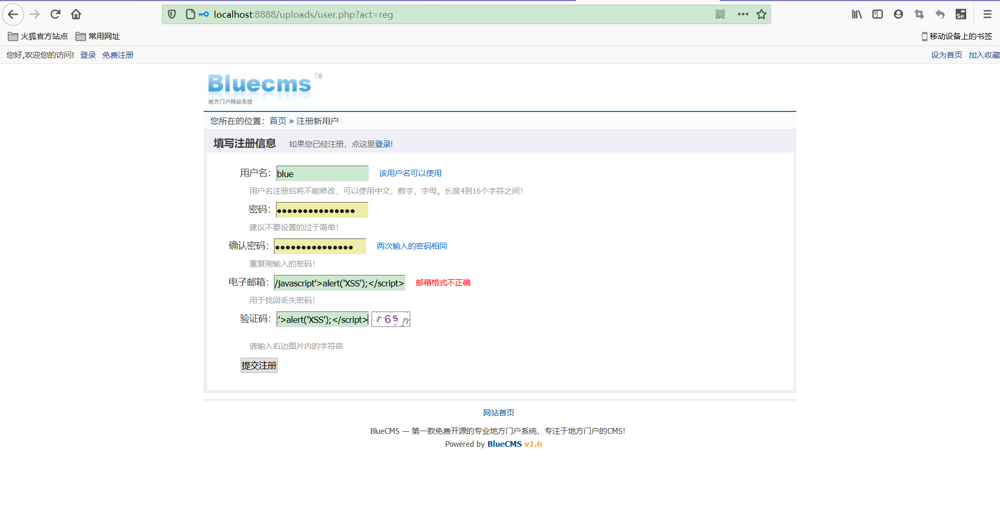 localhost:8888/uploads/user.php?act=reg
Se
火狐官方站点 常用网址 移动设备上的书签
您好,欢迎您的访问! 登录 免费注册 设为首页 加入收藏
Bluecms TM
地方门户网站系统
您所在的位置：首页 » 注册新用户
填写注册信息 如果您已经注册，点这里登录!
用户名：blue 该用户名可以使用
用户名注册后将不能修改，可以使用中文，数字，字母。长度4到16个字符之间！
密码：●●●●●●●●●●●●●●●
建议不要设置的过于简单！
确认密码：●●●●●●●●●●●●●●● 两次输入的密码相同
重复刚输入的密码！
电子邮箱：/javascript'>alert('XSS');</script> 邮箱格式不正确
用于找回丢失密码！
验证码：'>alert('XSS');</script> r6sn
请输入右边图片内的字符串
提交注册
网站首页
BlueCMS — 第一款免费开源的专业地方门户系统，专注于地方门户的CMS！
Powered by BlueCMS v1.6